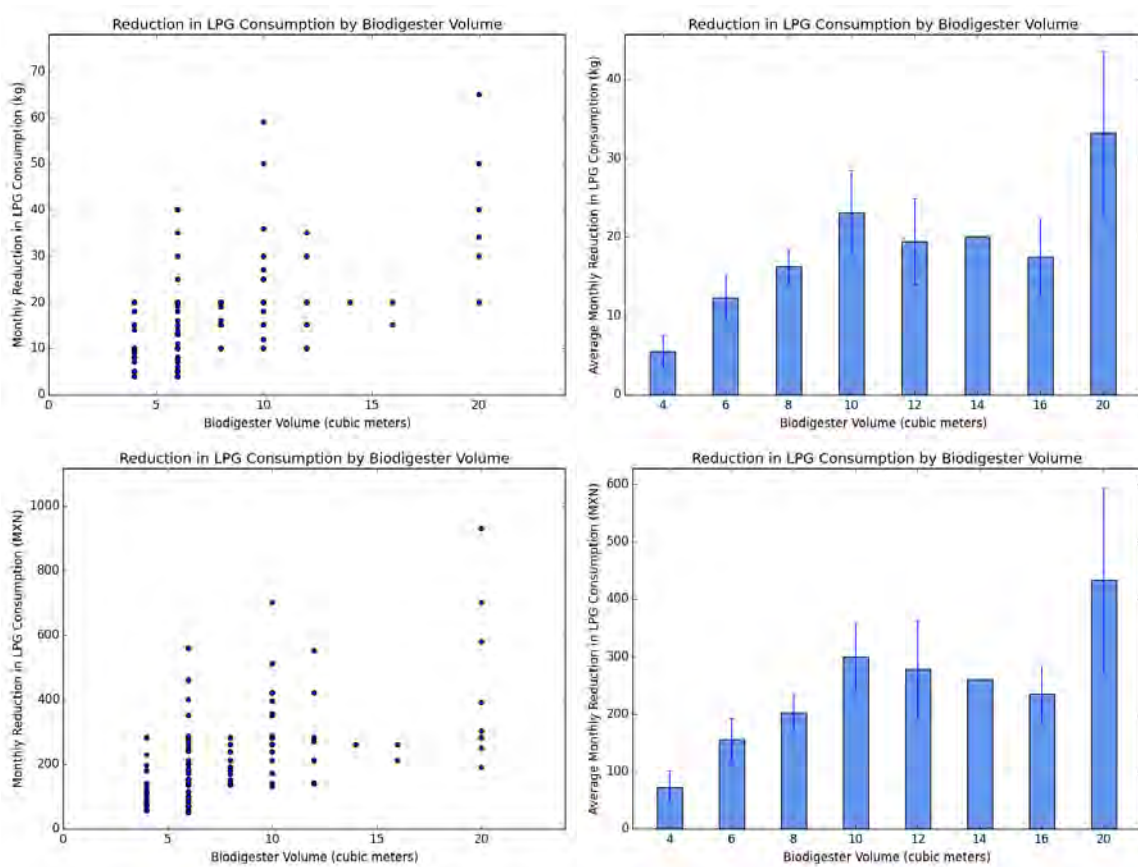 Reduction in LPG Consumption by Biodigester Volume
Monthly Reduction in LPG Consumption (kg)
70
60
50
40
30
20
10
0
0 5 10 15 20
Biodigester Volume (cubic meters)
Reduction in LPG Consumption by Biodigester Volume
Average Monthly Reduction in LPG Consumption (kg)
40
30
20
10
0
4 6 8 10 12 14 16 20
Biodigester Volume (cubic meters)
Reduction in LPG Consumption by Biodigester Volume
Monthly Reduction in LPG Consumption (MXN)
1000
800
600
400
200
0
0 5 10 15 20
Biodigester Volume (cubic meters)
Reduction in LPG Consumption by Biodigester Volume
Average Monthly Reduction in LPG Consumption (MXN)
600
500
400
300
200
100
0
4 6 8 10 12 14 16 20
Biodigester Volume (cubic meters)